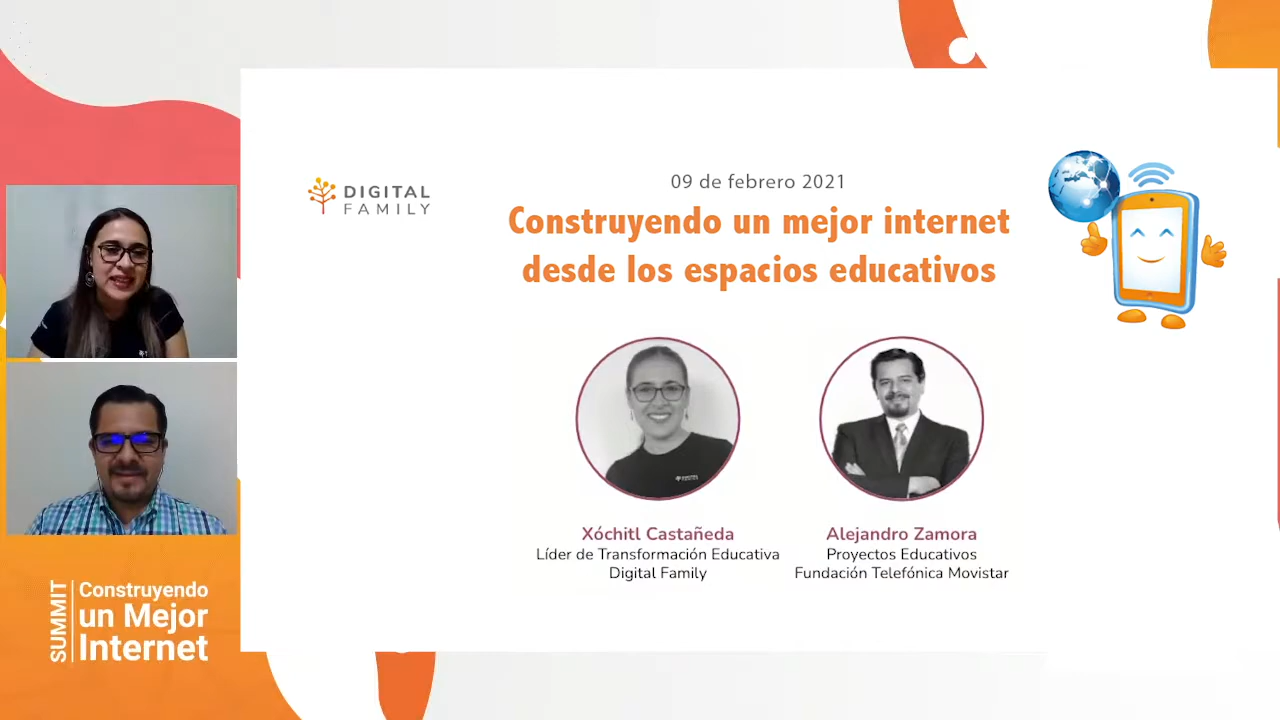 DIGITAL
FAMILY
09 de febrero 2021
Construyendo un mejor internet
desde los espacios educativos
Xóchitl Castañeda
Líder de Transformación Educativa
Digital Family
Alejandro Zamora
Proyectos Educativos
Fundación Telefónica Movistar
SUMMIT
Construyendo
un Mejor
Internet